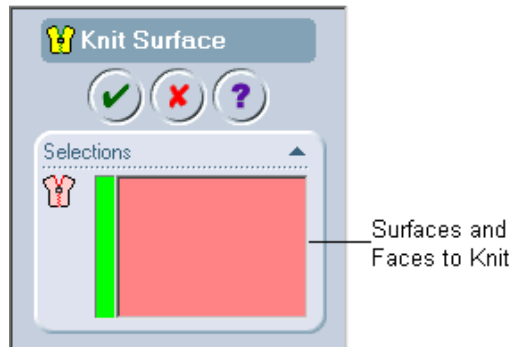 Knit Surface
?
Selections
Surfaces and
Faces to Knit